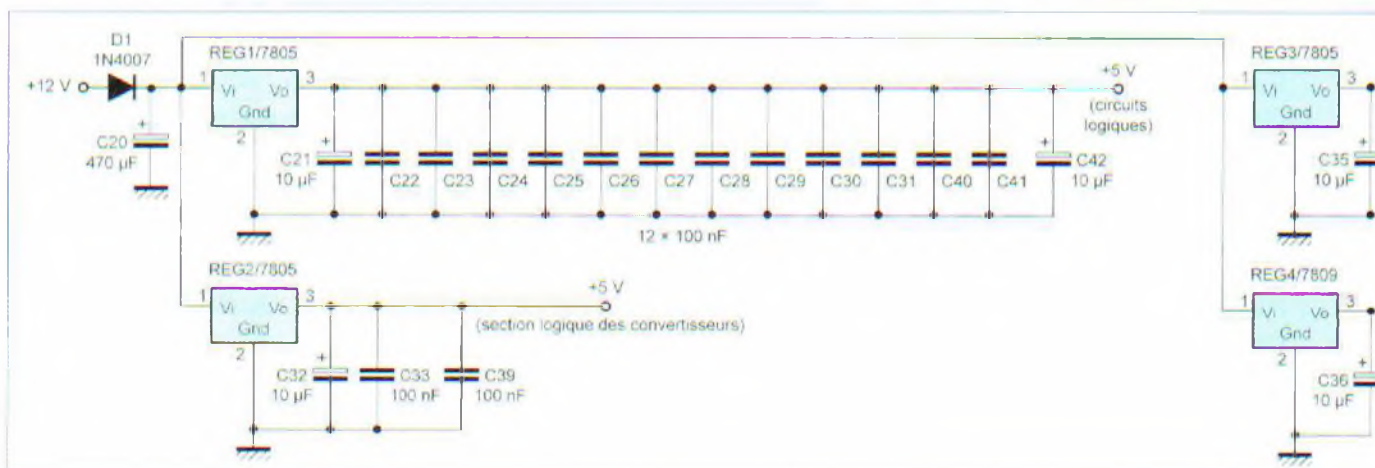 D1
1N4007
+12 V
+
C20
470 µF
REG1/7805
1
Vi
Vo
3
Gnd
2
+
C21
10 µF
C22
C23
C24
C25
C26
C27
C28
C29
C30
C31
C40
C41
+
C42
10 µF
12 × 100 nF
+5 V
(circuits
logiques)
REG2/7805
1
Vi
Vo
3
Gnd
2
+
C32
10 µF
C33
100 nF
C39
100 nF
+5 V
(section logique des convertisseurs)
REG3/7805
1
Vi
Vo
3
Gnd
2
+
C35
10 µF
REG4/7809
1
Vi
Vo
3
Gnd
2
+
C36
10 µF